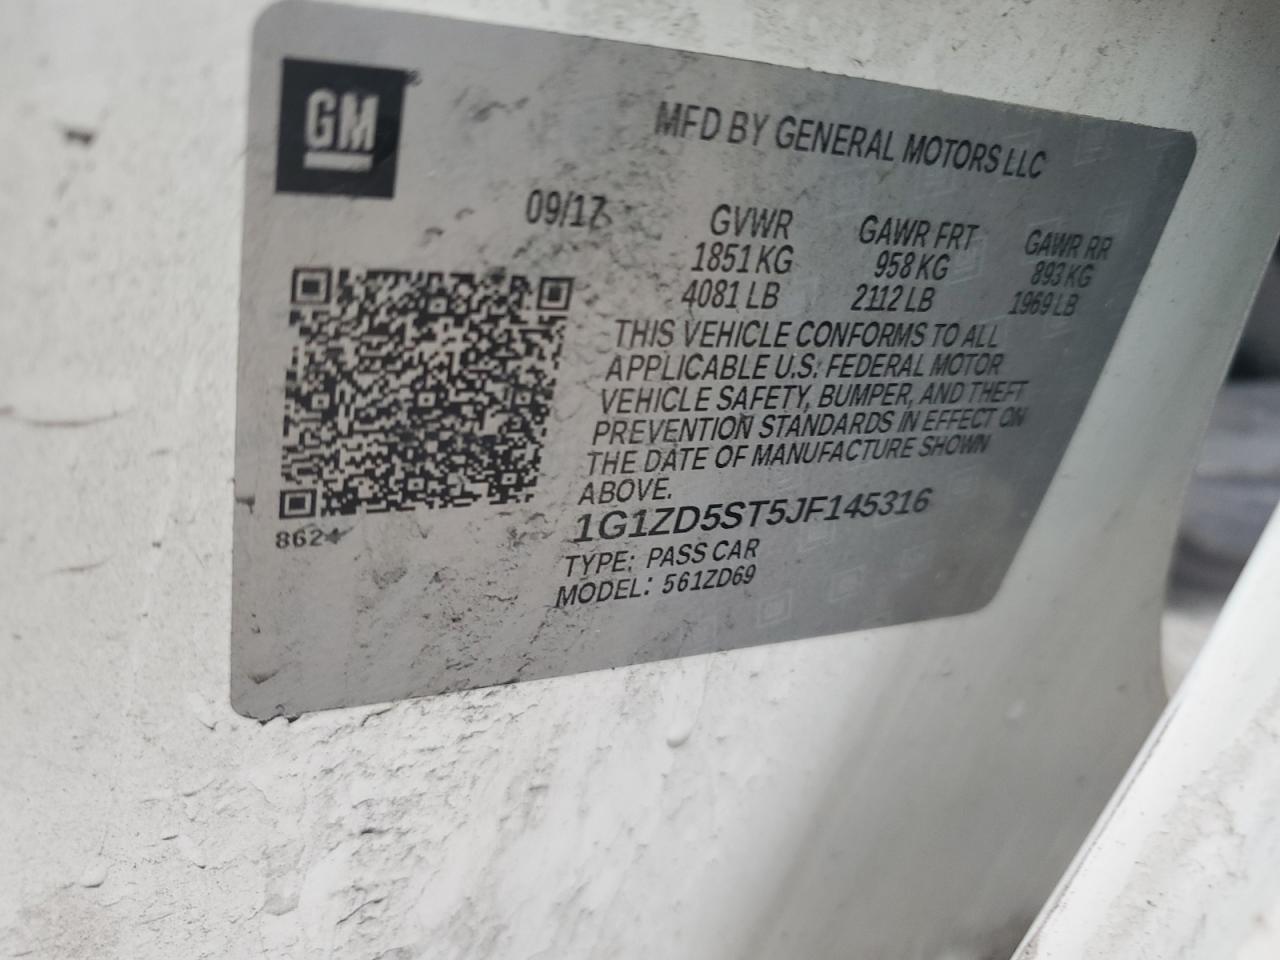 GM
MFD BY GENERAL MOTORS LLC
09/17 GVWR GAWR FRT GAWR RR
1851 KG 958 KG 893 KG
4081 LB 2112 LB 1969 LB
THIS VEHICLE CONFORMS TO ALL
APPLICABLE U.S. FEDERAL MOTOR
VEHICLE SAFETY, BUMPER, AND THEFT
PREVENTION STANDARDS IN EFFECT ON
THE DATE OF MANUFACTURE SHOWN
ABOVE.
1G1ZD5ST5JF145316
TYPE: PASS CAR
MODEL: 561ZD69
8624